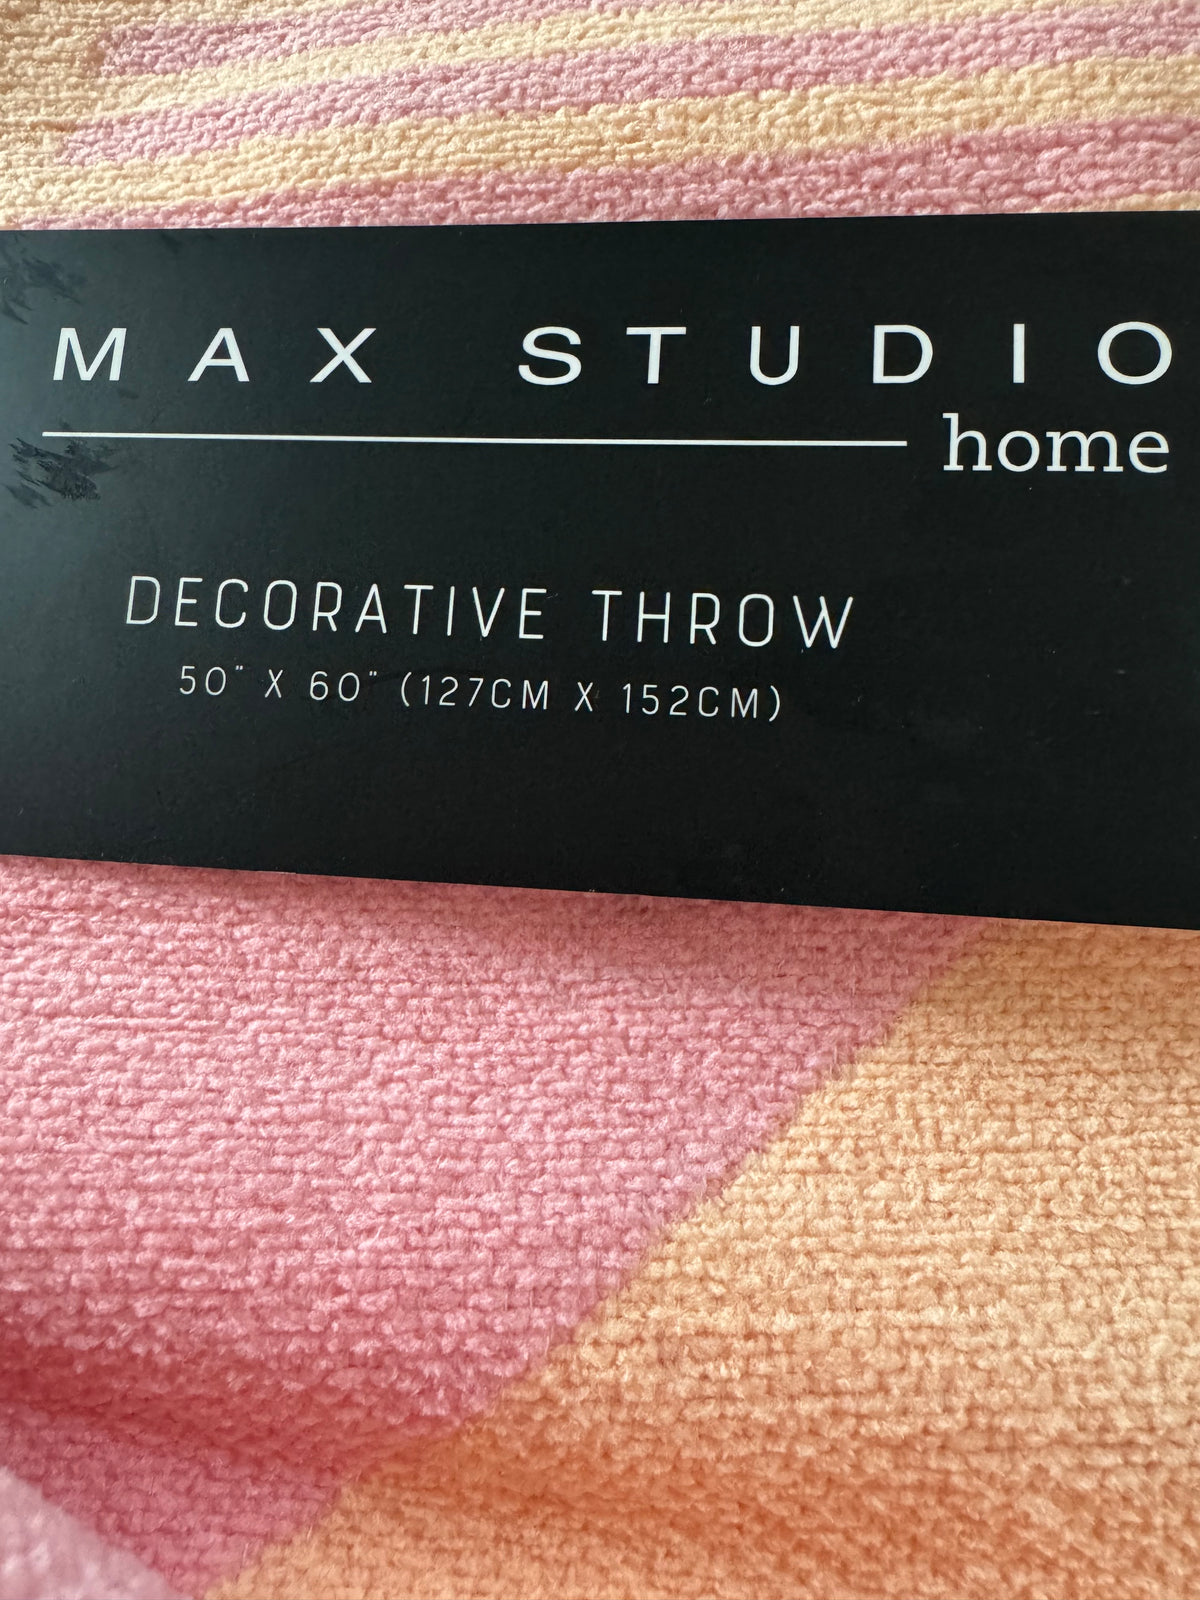 MAX STUDIO
home
DECORATIVE THROW
50" X 60" (127CM X 152CM)